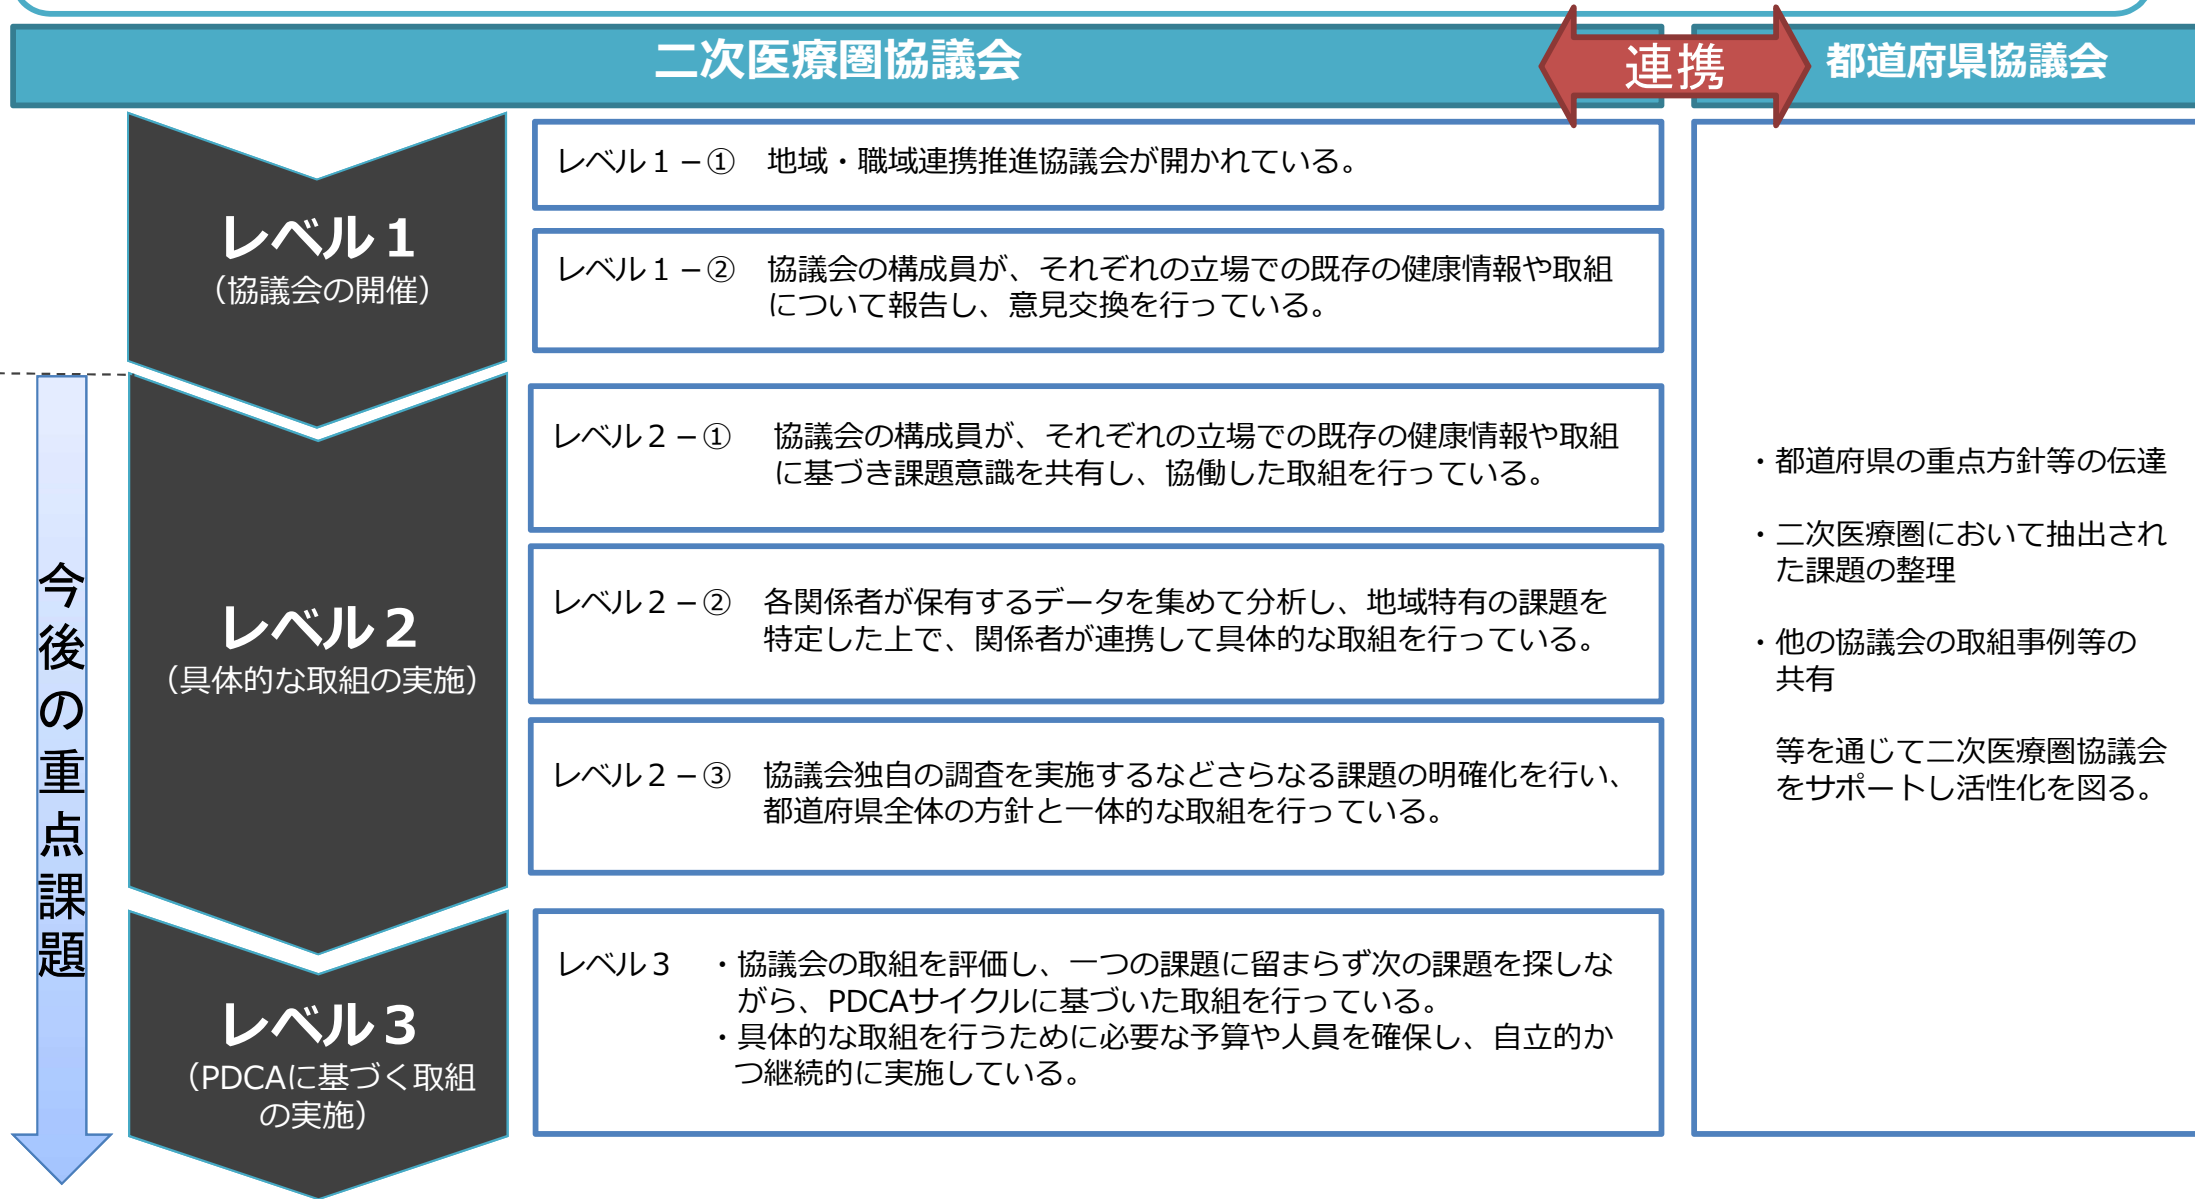 二次医療圏協議会
連携
都道府県協議会
レベル1
（協議会の開催）
レベル１－①　地域・職域連携推進協議会が開かれている。
レベル１－②　協議会の構成員が、それぞれの立場での既存の健康情報や取組
について報告し、意見交換を行っている。
今後の重点課題
レベル2
（具体的な取組の実施）
レベル２－①　協議会の構成員が、それぞれの立場での既存の健康情報や取組
に基づき課題意識を共有し、協働した取組を行っている。
レベル２－②　各関係者が保有するデータを集めて分析し、地域特有の課題を
特定した上で、関係者が連携して具体的な取組を行っている。
レベル２－③　協議会独自の調査を実施するなどさらなる課題の明確化を行い、
都道府県全体の方針と一体的な取組を行っている。
レベル3
（PDCAに基づく取組
の実施）
レベル３　・協議会の取組を評価し、一つの課題に留まらず次の課題を探しな
がら、PDCAサイクルに基づいた取組を行っている。
・具体的な取組を行うために必要な予算や人員を確保し、自立的か
つ継続的に実施している。
・都道府県の重点方針等の伝達
・二次医療圏において抽出され
た課題の整理
・他の協議会の取組事例等の
共有
等を通じて二次医療圏協議会
をサポートし活性化を図る。